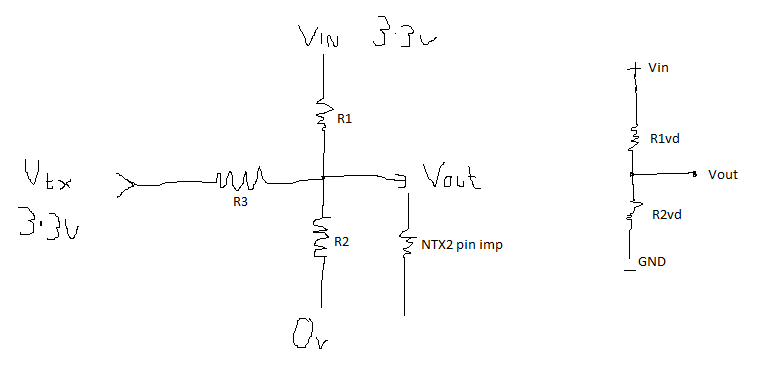 VIN 3.3v
R1
Vtx
3.3v
R3
Vout
R2
NTX2 pin imp
0v
Vin
R1vd
Vout
R2vd
GND